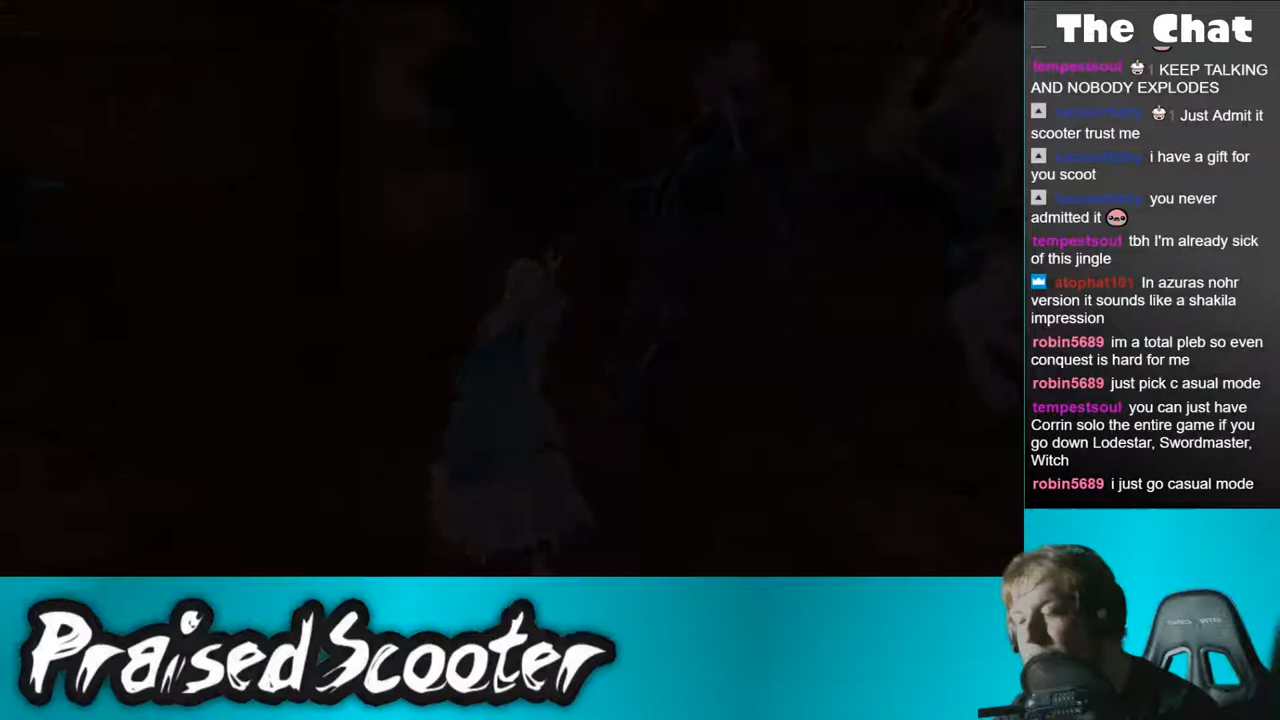 The Chat
tempestsoul 1 KEEP TALKING
AND NOBODY EXPLODES
1 Just Admit it
scooter trust me
i have a gift for
you scoot
you never
admitted it
tempestsoul tbh I'm already sick
of this jingle
atophat101 In azuras nohr
version it sounds like a shakila
impression
robin5689 im a total pleb so even
conquest is hard for me
robin5689 just pick c asual mode
tempestsoul you can just have
Corrin solo the entire game if you
go down Lodestar, Swordmaster,
Witch
robin5689 i just go casual mode
PraisedScooter